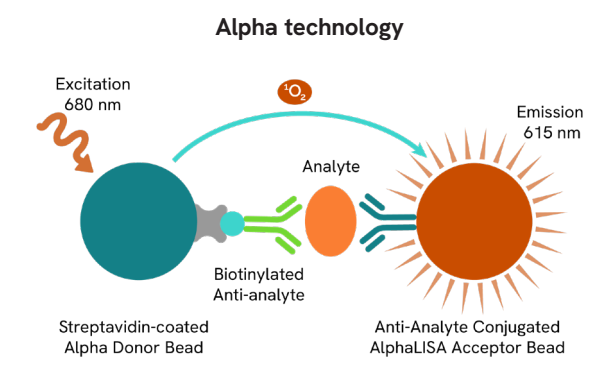 Alpha technology
Excitation
680 nm
¹O₂
Emission
615 nm
Analyte
Biotinylated
Anti-analyte
Streptavidin-coated
Alpha Donor Bead
Anti-Analyte Conjugated
AlphaLISA Acceptor Bead